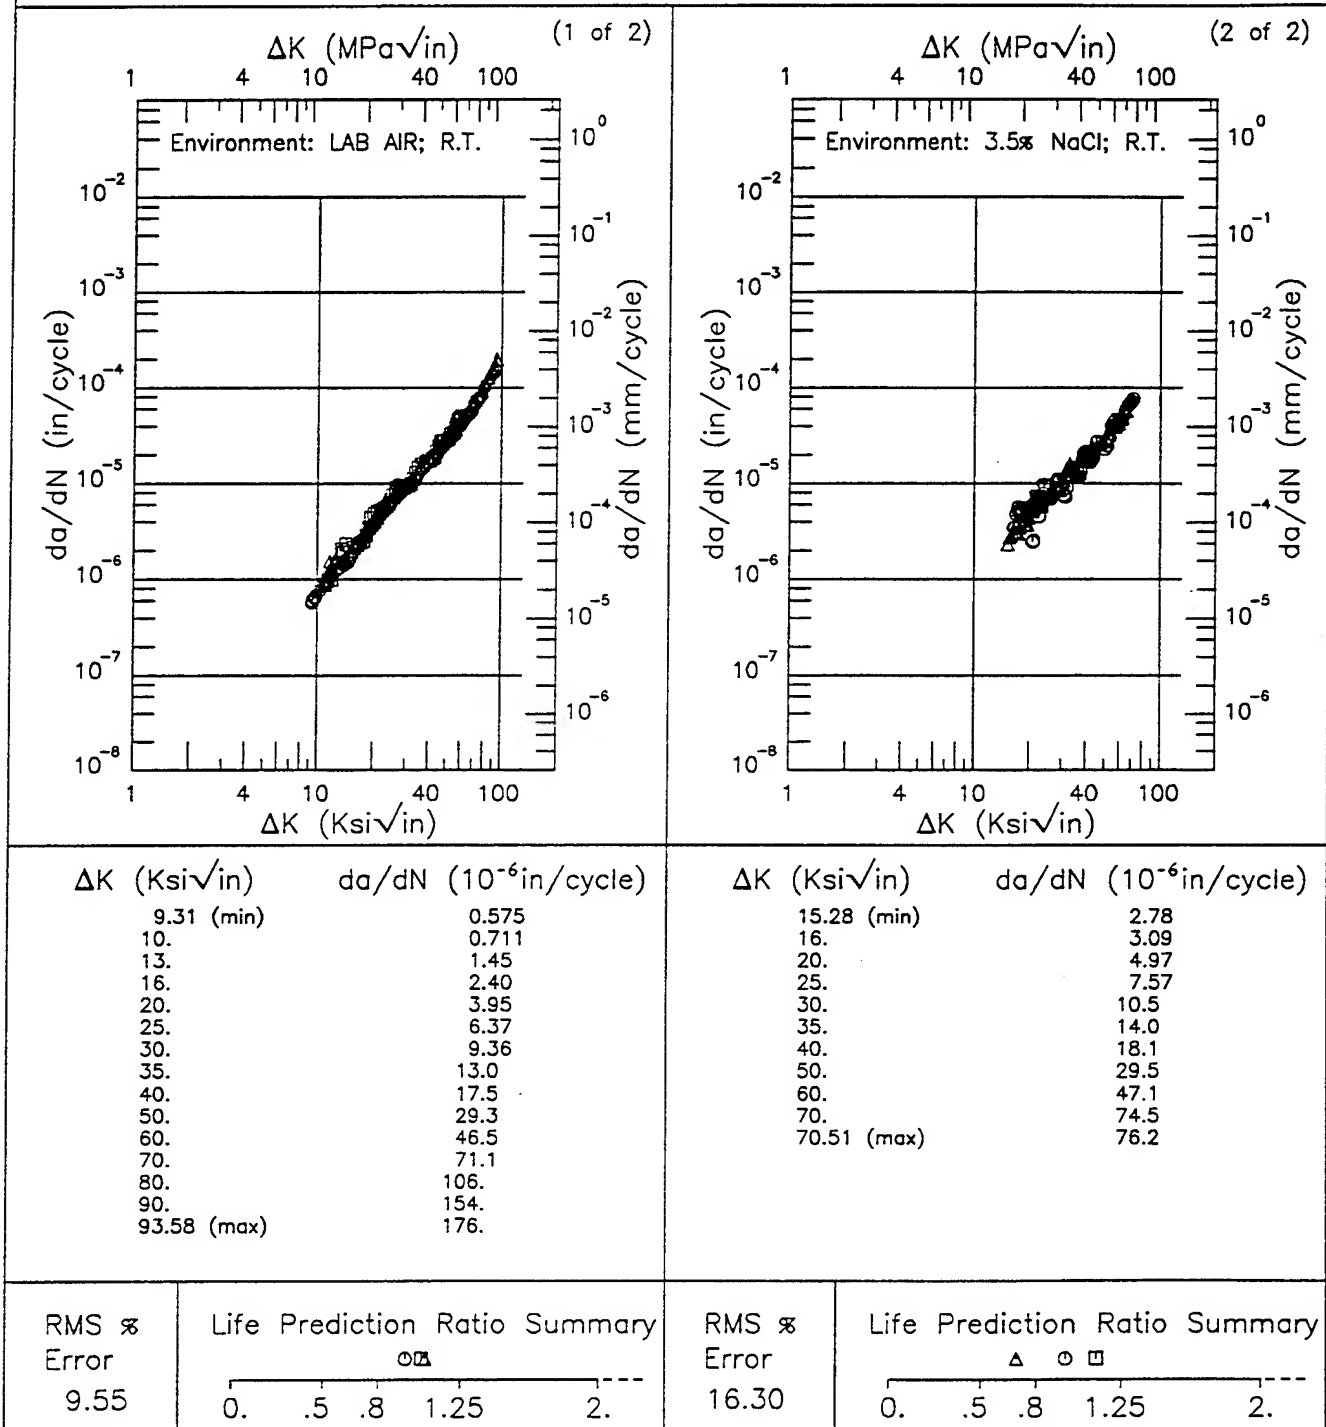 (1 of 2)
ΔK (MPa√in)
1 4 10 40 100
Environment: LAB AIR; R.T.
da/dN (in/cycle)
10⁻²
10⁻³
10⁻⁴
10⁻⁵
10⁻⁶
10⁻⁷
10⁻⁸
da/dN (mm/cycle)
10⁰
10⁻¹
10⁻²
10⁻³
10⁻⁴
10⁻⁵
10⁻⁶
1 4 10 40 100
ΔK (Ksi√in)
(2 of 2)
ΔK (MPa√in)
1 4 10 40 100
Environment: 3.5% NaCl; R.T.
da/dN (in/cycle)
10⁻²
10⁻³
10⁻⁴
10⁻⁵
10⁻⁶
10⁻⁷
10⁻⁸
da/dN (mm/cycle)
10⁰
10⁻¹
10⁻²
10⁻³
10⁻⁴
10⁻⁵
10⁻⁶
1 4 10 40 100
ΔK (Ksi√in)
ΔK (Ksi√in) da/dN (10⁻⁶in/cycle)
9.31 (min) 0.575
10. 0.711
13. 1.45
16. 2.40
20. 3.95
25. 6.37
30. 9.36
35. 13.0
40. 17.5
50. 29.3
60. 46.5
70. 71.1
80. 106.
90. 154.
93.58 (max) 176.
ΔK (Ksi√in) da/dN (10⁻⁶in/cycle)
15.28 (min) 2.78
16. 3.09
20. 4.97
25. 7.57
30. 10.5
35. 14.0
40. 18.1
50. 29.5
60. 47.1
70. 74.5
70.51 (max) 76.2
RMS %
Error
9.55
Life Prediction Ratio Summary
0. .5 .8 1.25 2.
RMS %
Error
16.30
Life Prediction Ratio Summary
0. .5 .8 1.25 2.